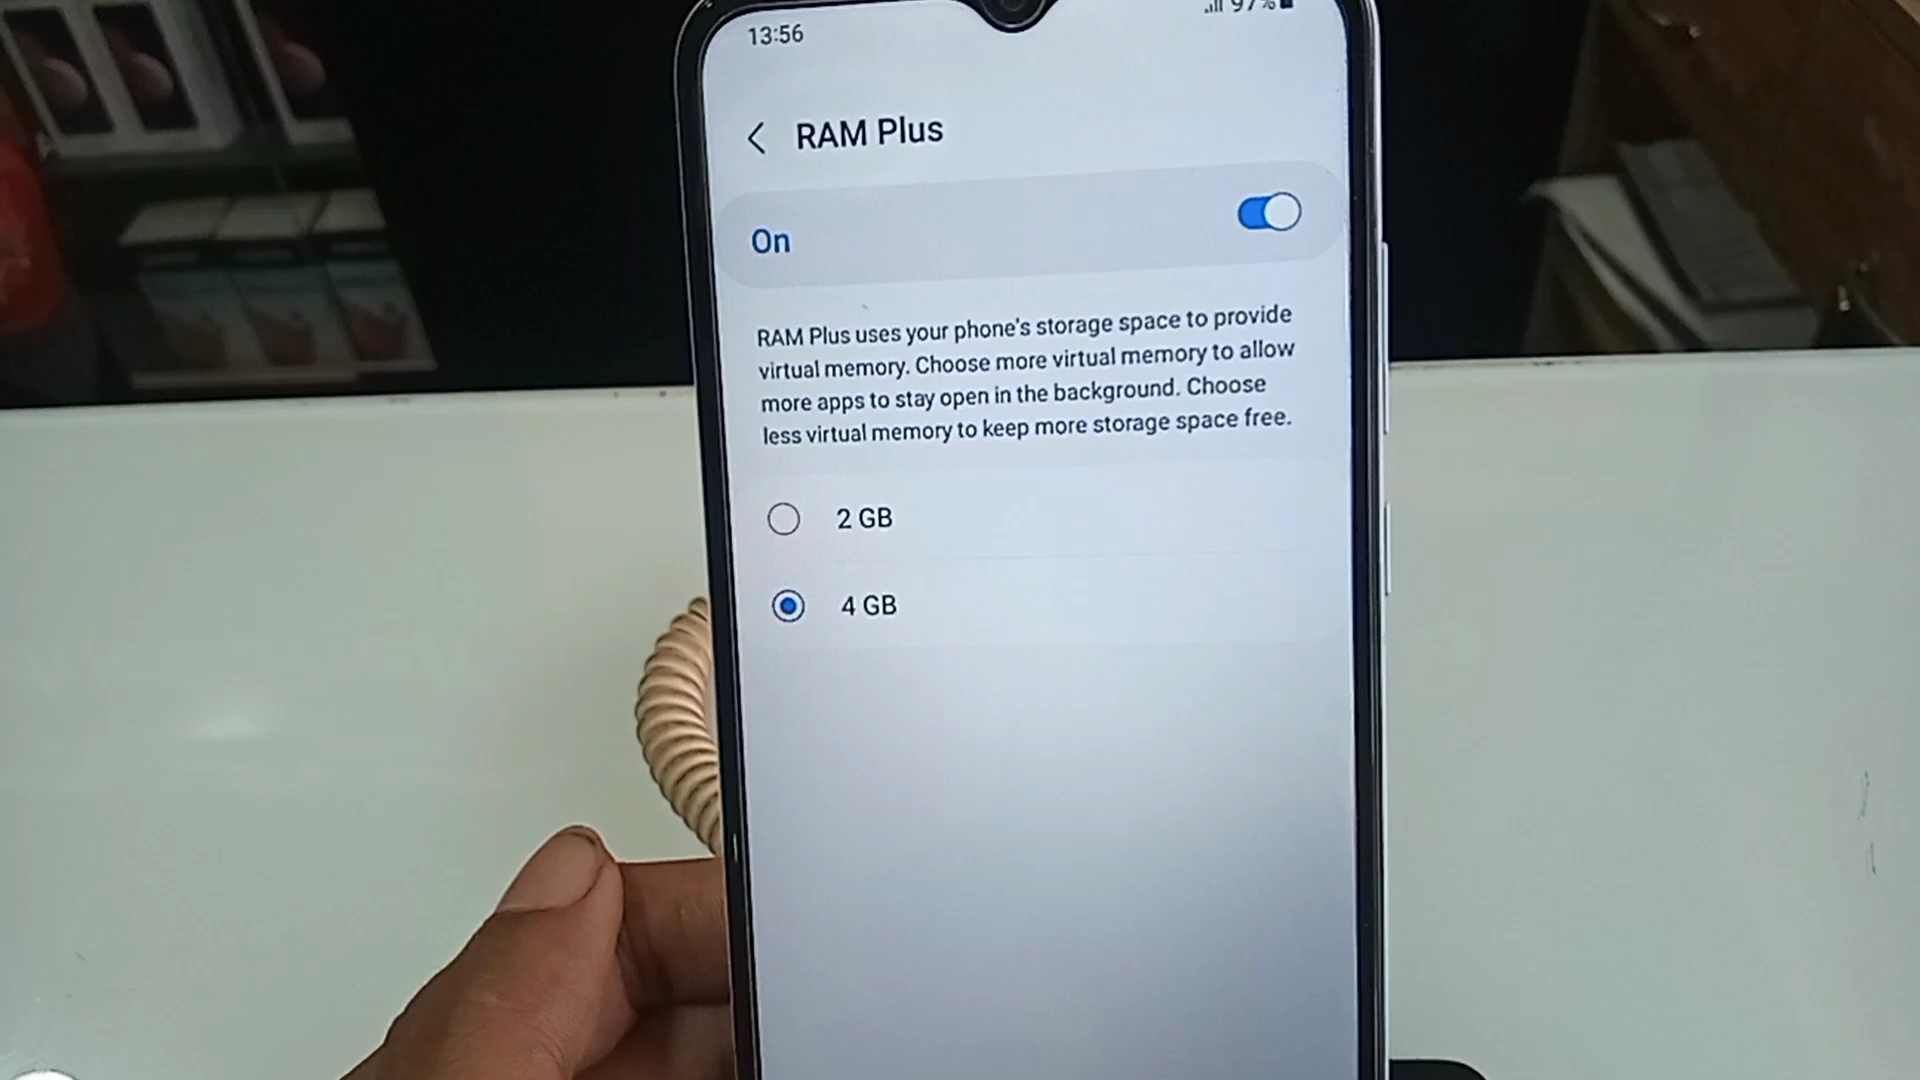 13:56
97%
RAM Plus
On
RAM Plus uses your phone's storage space to provide
virtual memory. Choose more virtual memory to allow
more apps to stay open in the background. Choose
less virtual memory to keep more storage space free.
2 GB
4 GB